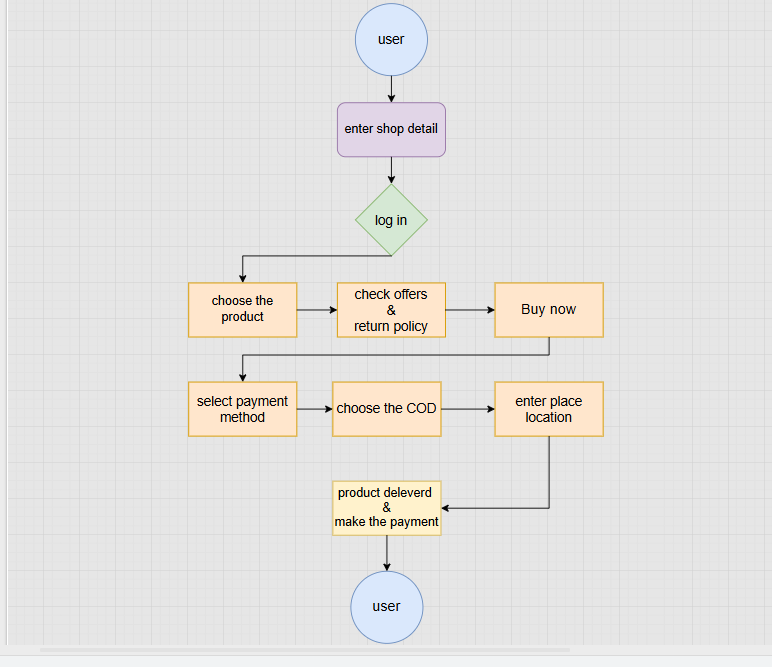 user
enter shop detail
log in
choose the
product
check offers
&
return policy
Buy now
select payment
method
choose the COD
enter place
location
product deleverd
&
make the payment
user